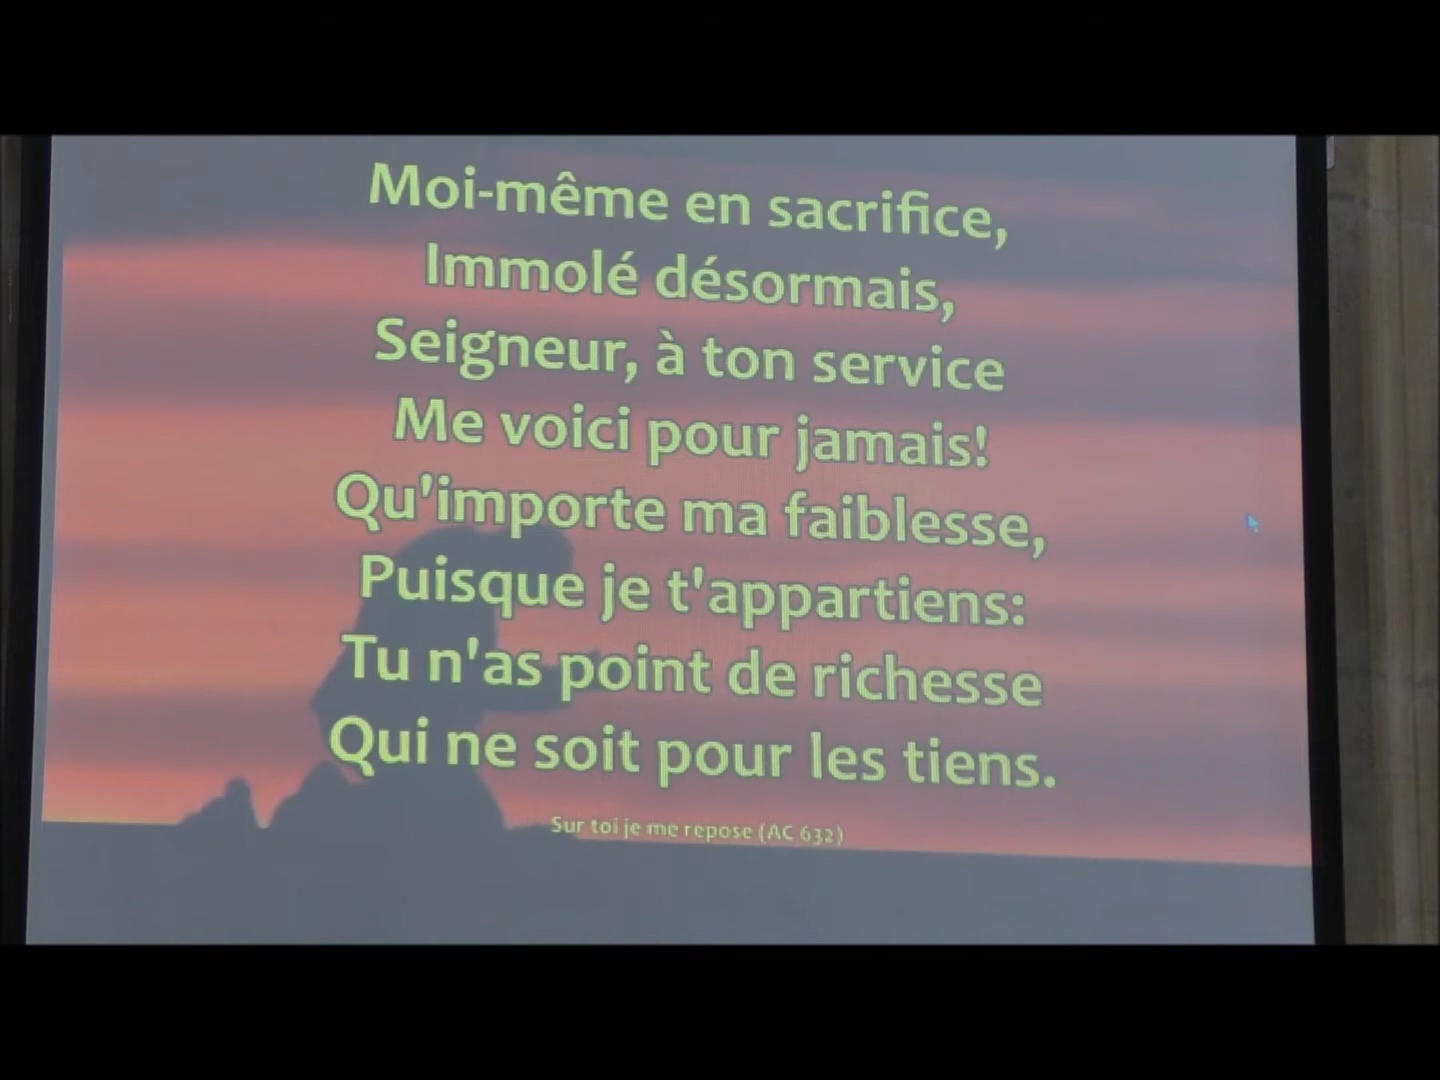 Moi-même en sacrifice,
Immolé désormais,
Seigneur, à ton service
Me voici pour jamais!
Qu'importe ma faiblesse,
Puisque je t'appartiens:
Tu n'as point de richesse
Qui ne soit pour les tiens.
Sur toi je me repose (AC 632)